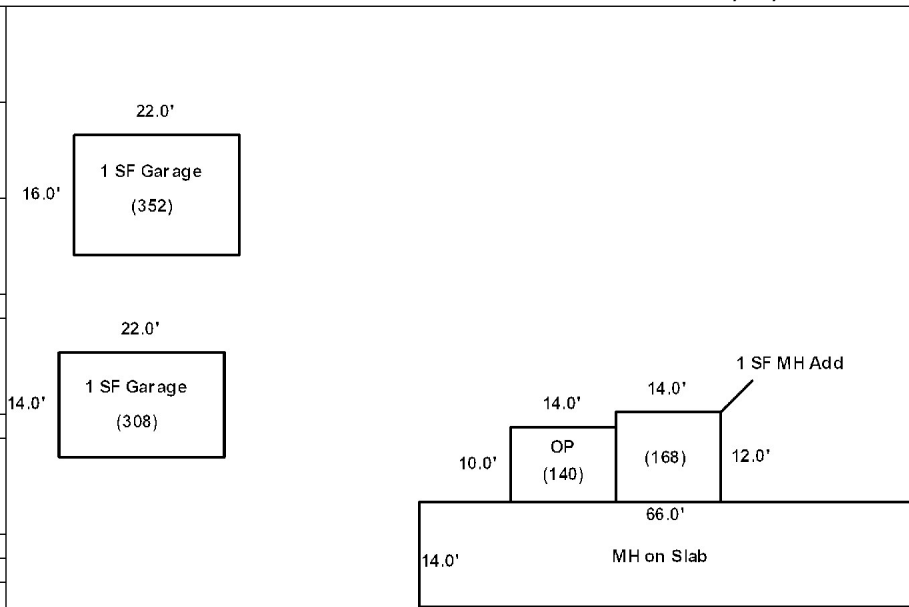 22.0'
1 SF Garage
16.0'
(352)
22.0'
1 SF Garage
14.0'
(308)
1 SF MH Add
14.0'
14.0'
OP
10.0'
(140)
(168)
12.0'
66.0'
14.0'
MH on Slab